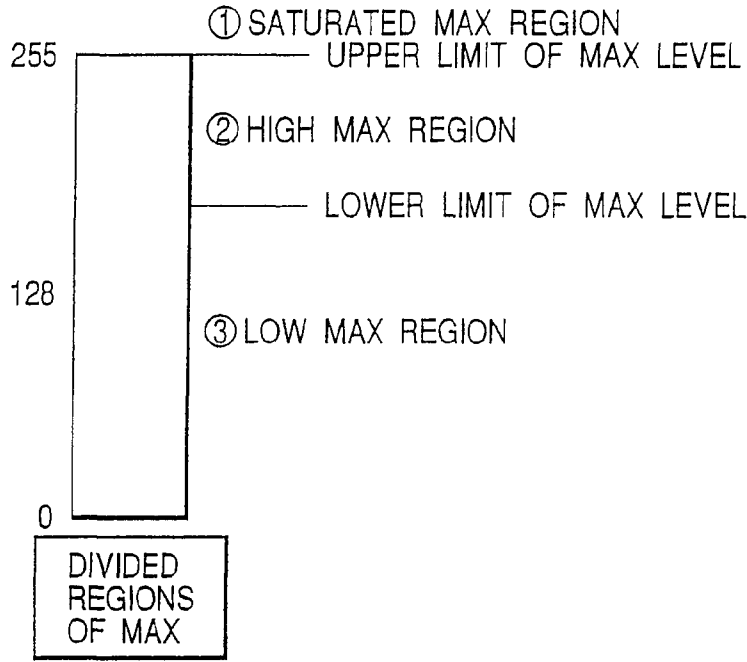 ① SATURATED MAX REGION
255
UPPER LIMIT OF MAX LEVEL
② HIGH MAX REGION
LOWER LIMIT OF MAX LEVEL
128
③ LOW MAX REGION
0
DIVIDED
REGIONS
OF MAX